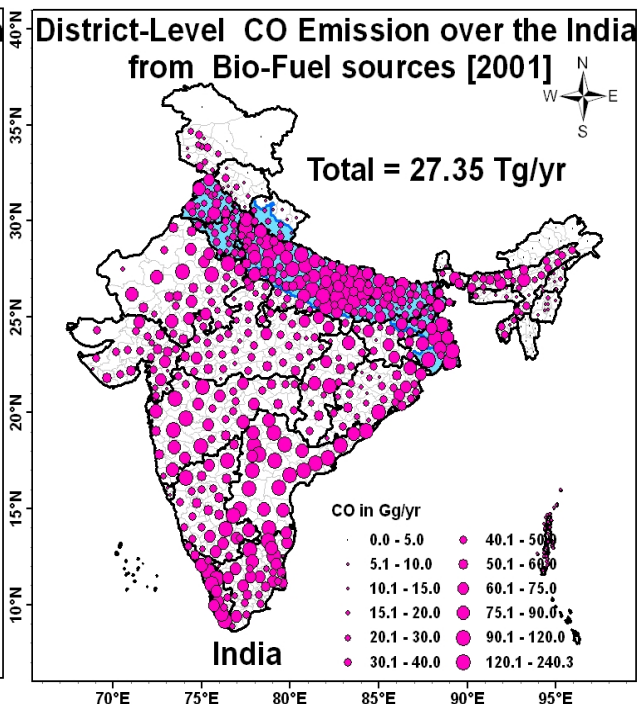 District-Level CO Emission over the India
from Bio-Fuel sources [2001]
N
W
E
S
Total = 27.35 Tg/yr
40°N
35°N
30°N
25°N
20°N
15°N
10°N
CO in Gg/yr
0.0 - 5.0
5.1 - 10.0
10.1 - 15.0
15.1 - 20.0
20.1 - 30.0
30.1 - 40.0
40.1 - 50.0
50.1 - 60.0
60.1 - 75.0
75.1 - 90.0
90.1 - 120.0
120.1 - 240.3
India
70°E 75°E 80°E 85°E 90°E 95°E